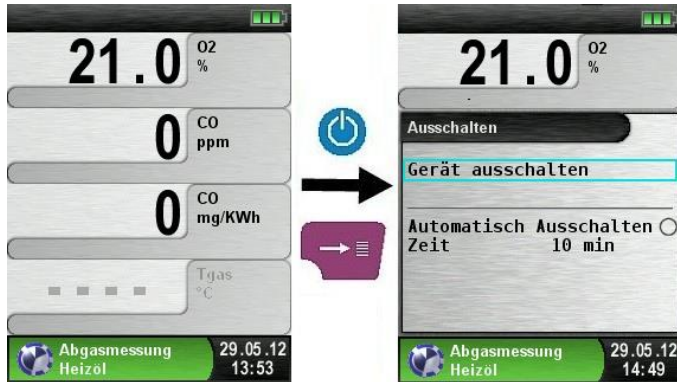 21.0 O2
%
0 CO
ppm
0 CO
mg/KWh
- - - - Tgas
°C
Abgasmessung 29.05.12
Heizöl 13:53
21.0 O2
%
Ausschalten
Gerät ausschalten
Automatisch Ausschalten
Zeit 10 min
Abgasmessung 29.05.12
Heizöl 14:49